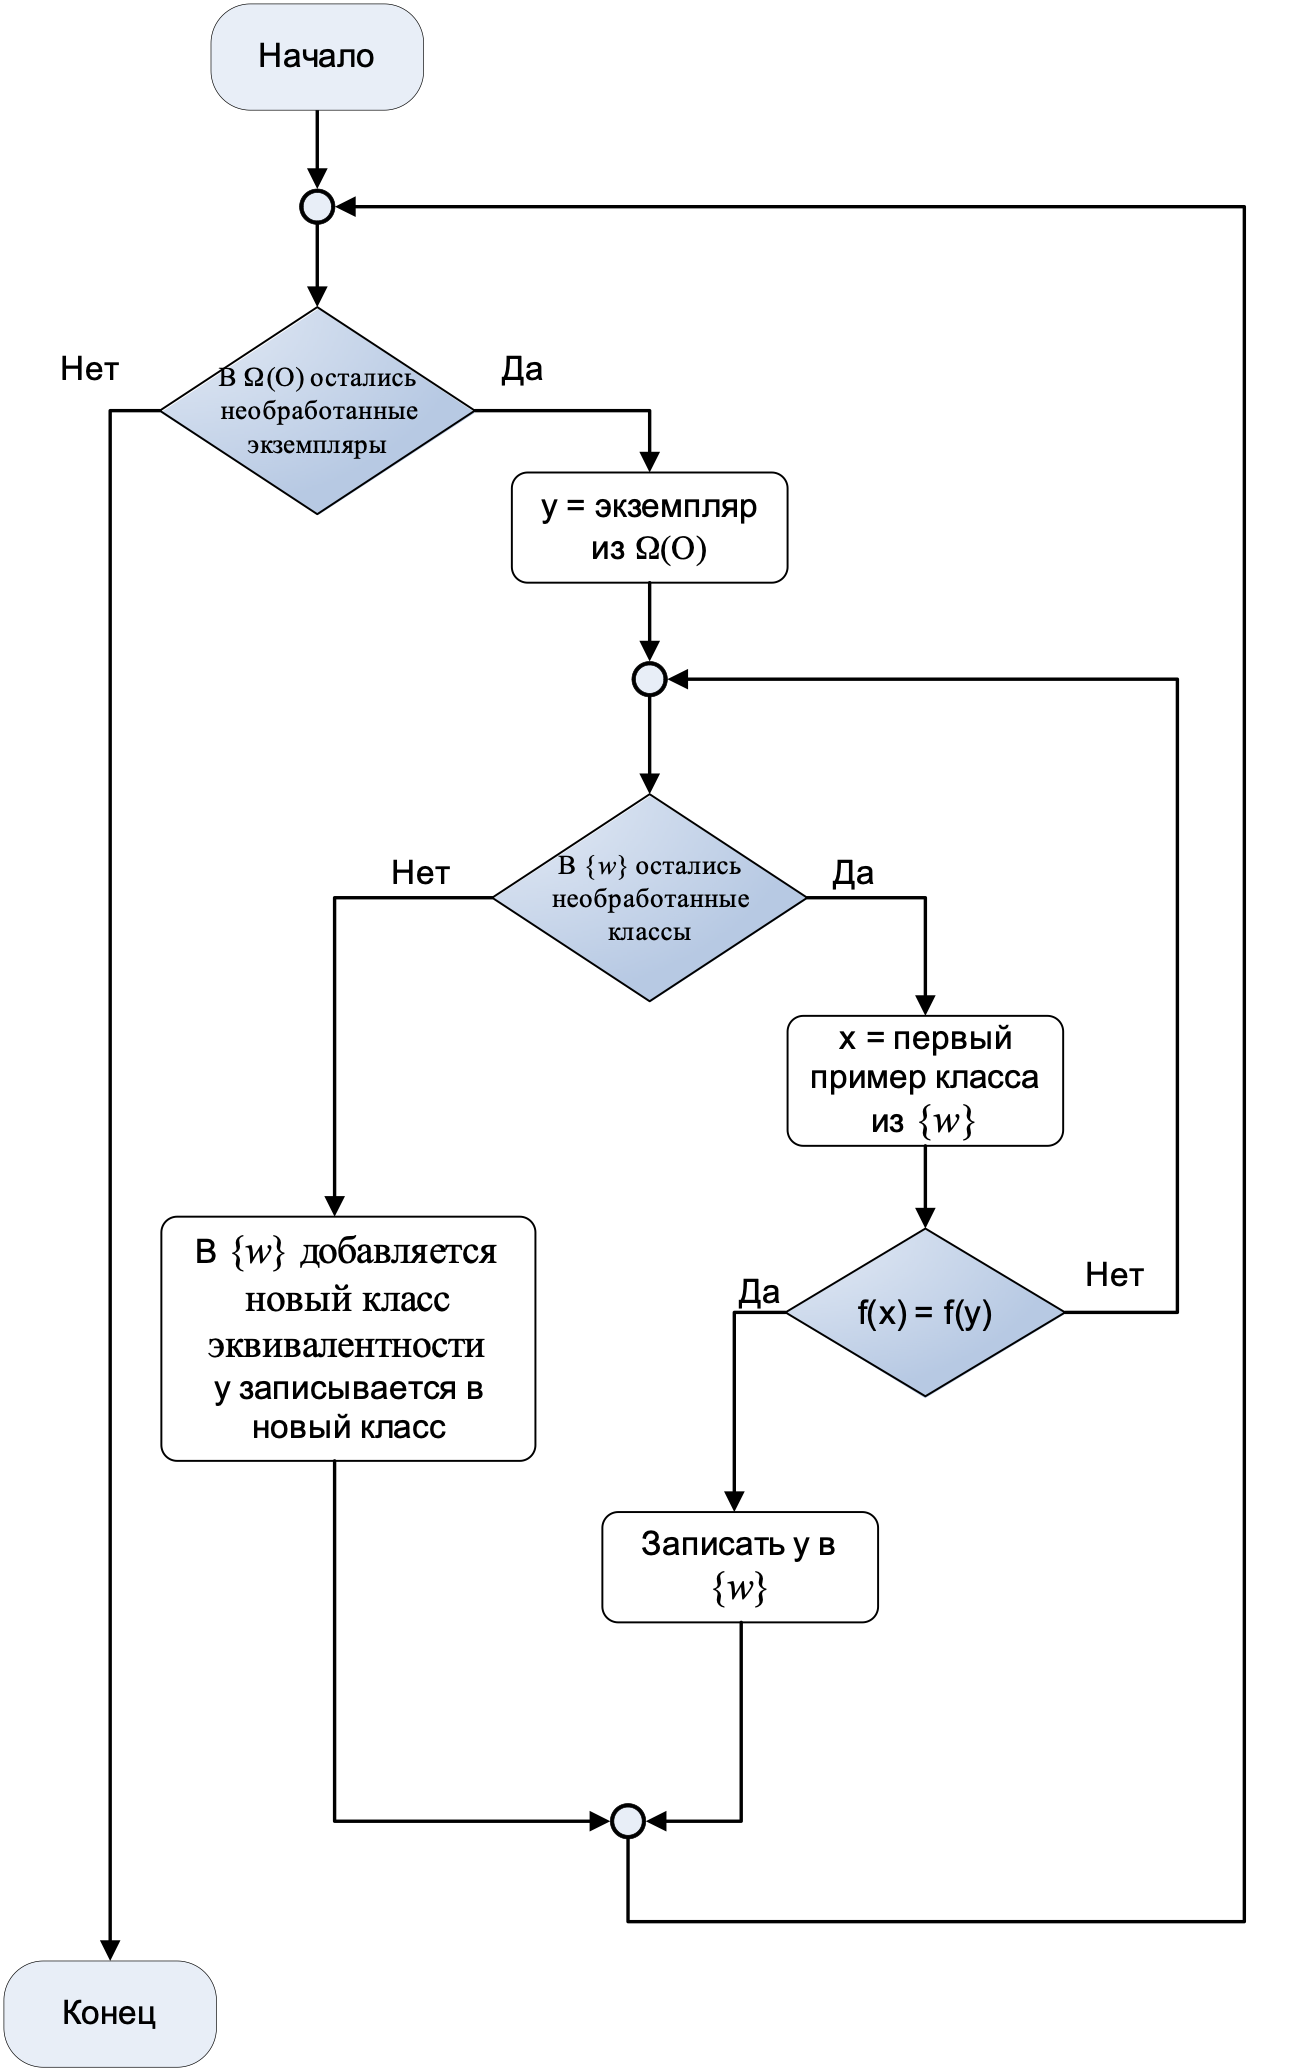 Начало
Нет
Да
В Ω(O) остались
необработанные
экземпляры
y = экземпляр
из Ω(O)
Нет
Да
В {w} остались
необработанные
классы
x = первый
пример класса
из {w}
В {w} добавляется
новый класс
эквивалентности
y записывается в
новый класс
Да
Нет
f(x) = f(y)
Записать y в
{w}
Конец